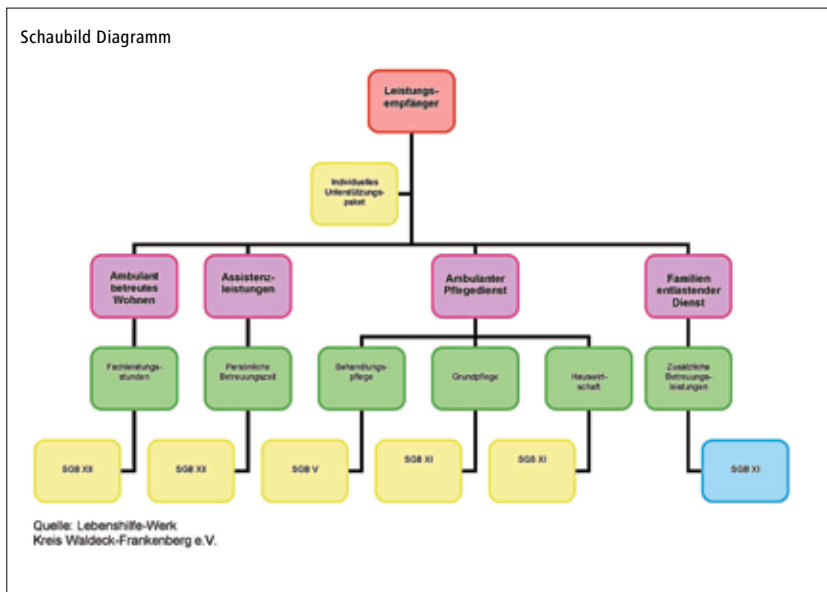 Schaubild Diagramm
Leistungs-
empfänger
Individuelles
Unterstützungs-
paket
Ambulant
betreutes
Wohnen
Assistenz-
leistungen
Ambulanter
Pflegedienst
Familien
entlastender
Dienst
Fachleistungs-
stunden
Persönliche
Betreuungszeit
Behandlungs-
pflege
Grundpflege
Hauswirt-
schaft
Zusätzliche
Betreuungs-
leistungen
SGB XII
SGB XII
SGB V
SGB XI
SGB XI
SGB XI
Quelle: Lebenshilfe-Werk
Kreis Waldeck-Frankenberg e.V.